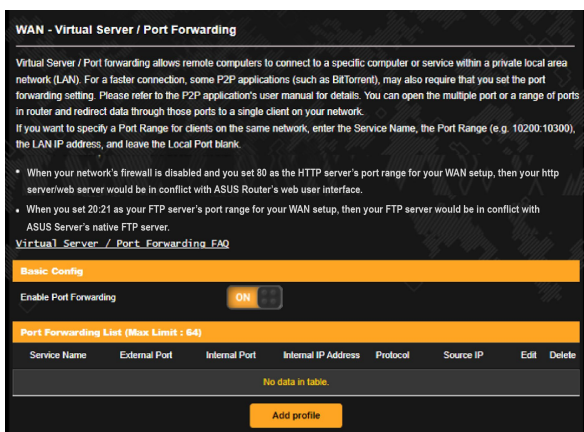 WAN - Virtual Server / Port Forwarding
Virtual Server / Port forwarding allows remote computers to connect to a specific computer or service within a private local area
network (LAN). For a faster connection, some P2P applications (such as BitTorrent), may also require that you set the port
forwarding setting. Please refer to the P2P application's user manual for details. You can open the multiple port or a range of ports
in router and redirect data through those ports to a single client on your network.
If you want to specify a Port Range for clients on the same network, enter the Service Name, the Port Range (e.g. 10200:10300),
the LAN IP address, and leave the Local Port blank.
• When your network's firewall is disabled and you set 80 as the HTTP server's port range for your WAN setup, then your http
server/web server would be in conflict with ASUS Router's web user interface.
• When you set 20:21 as your FTP server's port range for your WAN setup, then your FTP server would be in conflict with
ASUS Server's native FTP server.
Virtual Server / Port Forwarding FAQ
Basic Config
Enable Port Forwarding ON
Port Forwarding List (Max Limit : 64)
Service Name External Port Internal Port Internal IP Address Protocol Source IP Edit Delete
No data in table.
Add profile